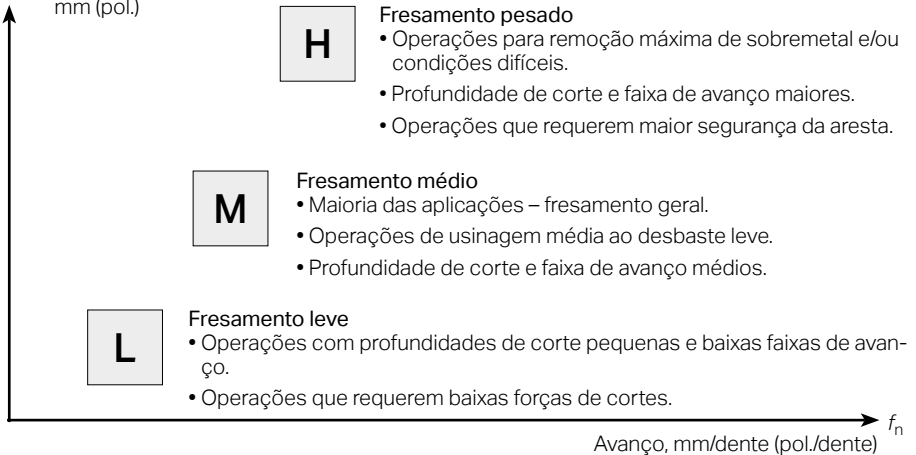 mm (pol.)
H
Fresamento pesado
• Operações para remoção máxima de sobremetal e/ou
condições difíceis.
• Profundidade de corte e faixa de avanço maiores.
• Operações que requerem maior segurança da aresta.
M
Fresamento médio
• Maioria das aplicações – fresamento geral.
• Operações de usinagem média ao desbaste leve.
• Profundidade de corte e faixa de avanço médios.
L
Fresamento leve
• Operações com profundidades de corte pequenas e baixas faixas de avan-
ço.
• Operações que requerem baixas forças de cortes.
fn
Avanço, mm/dente (pol./dente)